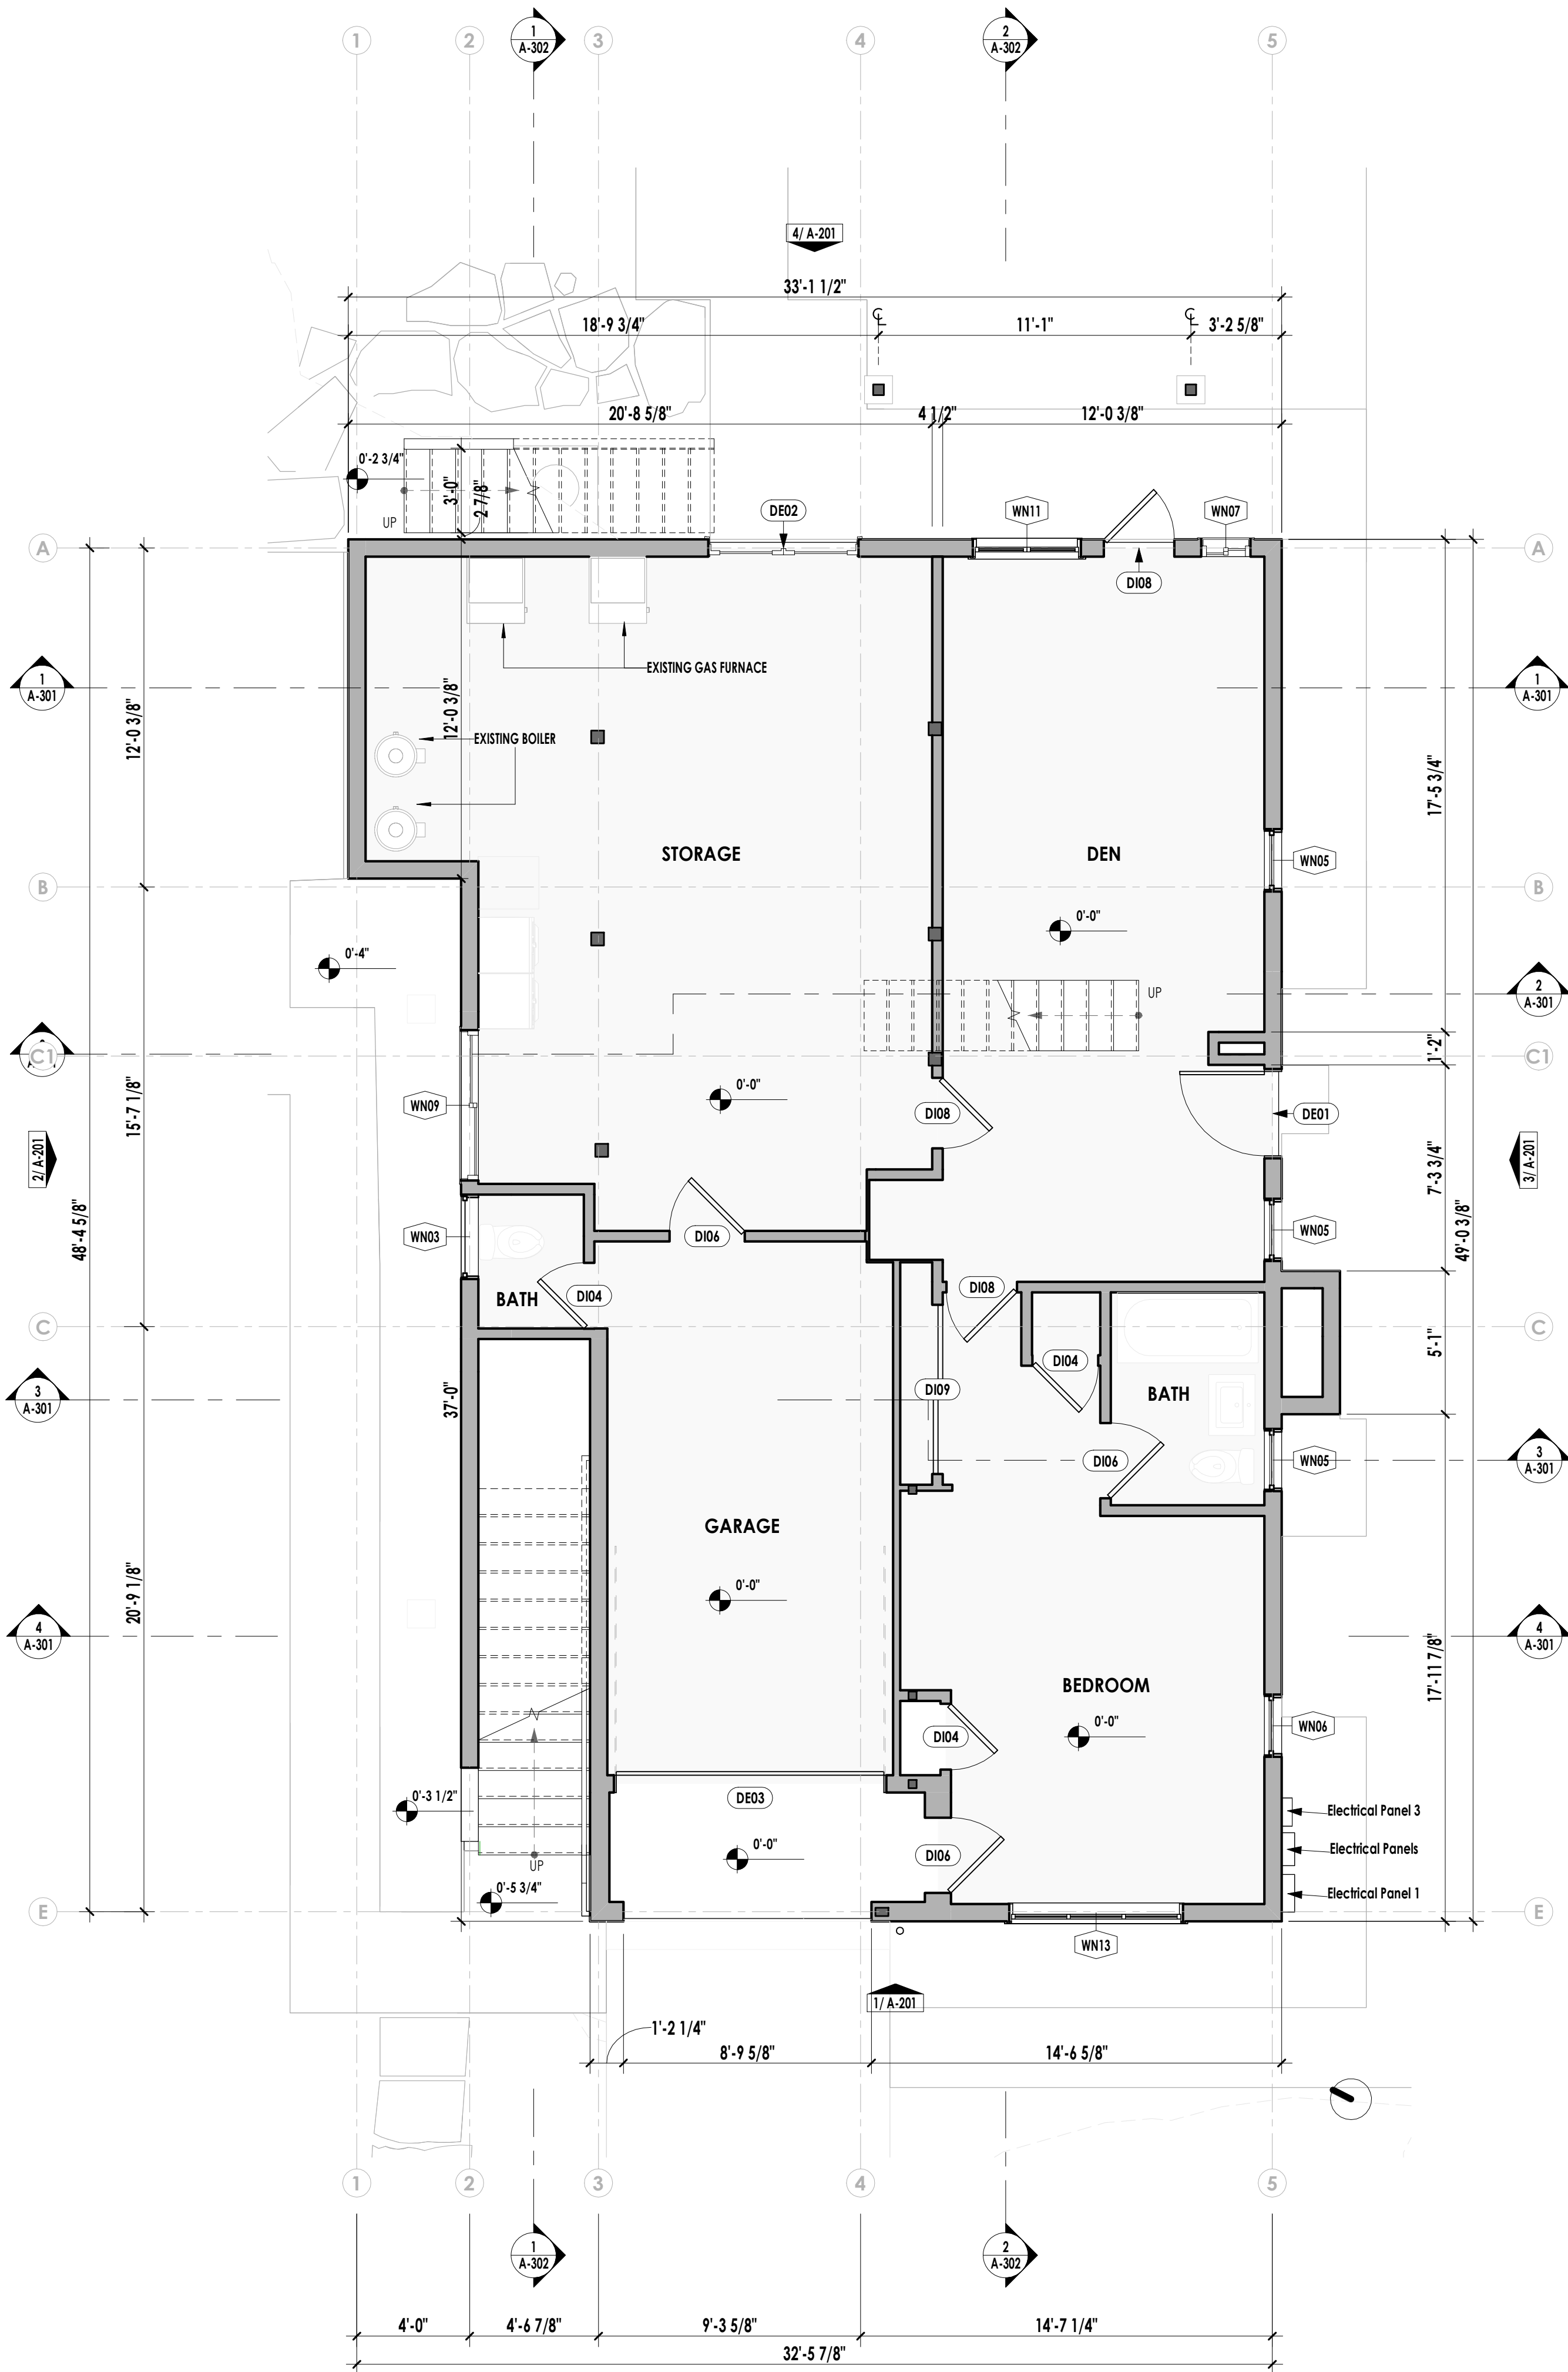 1
2
1
A-302
3
4
2
A-302
5
4/ A-201
33'-1 1/2"
18'-9 3/4"
11'-1"
3'-2 5/8"
20'-8 5/8"
4 1/2"
12'-0 3/8"
0'-2 3/4"
3'-0"
2 7/8"
UP
DE02
WN11
WN07
A
A
DI08
EXISTING GAS FURNACE
1
A-301
1
A-301
12'-0 3/8"
12'-0 3/8"
EXISTING BOILER
17'-5 3/4"
STORAGE
DEN
WN05
B
B
0'-0"
0'-4"
UP
2
A-301
C1
C1
1'-2"
0'-0"
WN09
DI08
DE01
15'-7 1/8"
2/ A-201
3/ A-201
7'-3 3/4"
48'-4 5/8"
49'-0 3/8"
WN03
DI06
WN05
BATH
DI04
DI08
C
C
5'-1"
DI04
37'-0"
DI09
BATH
3
A-301
DI06
WN05
3
A-301
GARAGE
20'-9 1/8"
0'-0"
4
A-301
4
A-301
17'-11 7/8"
BEDROOM
0'-0"
DI04
WN06
DE03
0'-3 1/2"
Electrical Panel 3
0'-0"
DI06
Electrical Panels
UP
0'-5 3/4"
Electrical Panel 1
E
E
WN13
1/ A-201
1'-2 1/4"
8'-9 5/8"
14'-6 5/8"
1
2
3
4
5
1
A-302
2
A-302
4'-0"
4'-6 7/8"
9'-3 5/8"
14'-7 1/4"
32'-5 7/8"